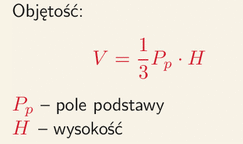 Objętość:
V = 1/3 P_p · H
P_p – pole podstawy
H – wysokość